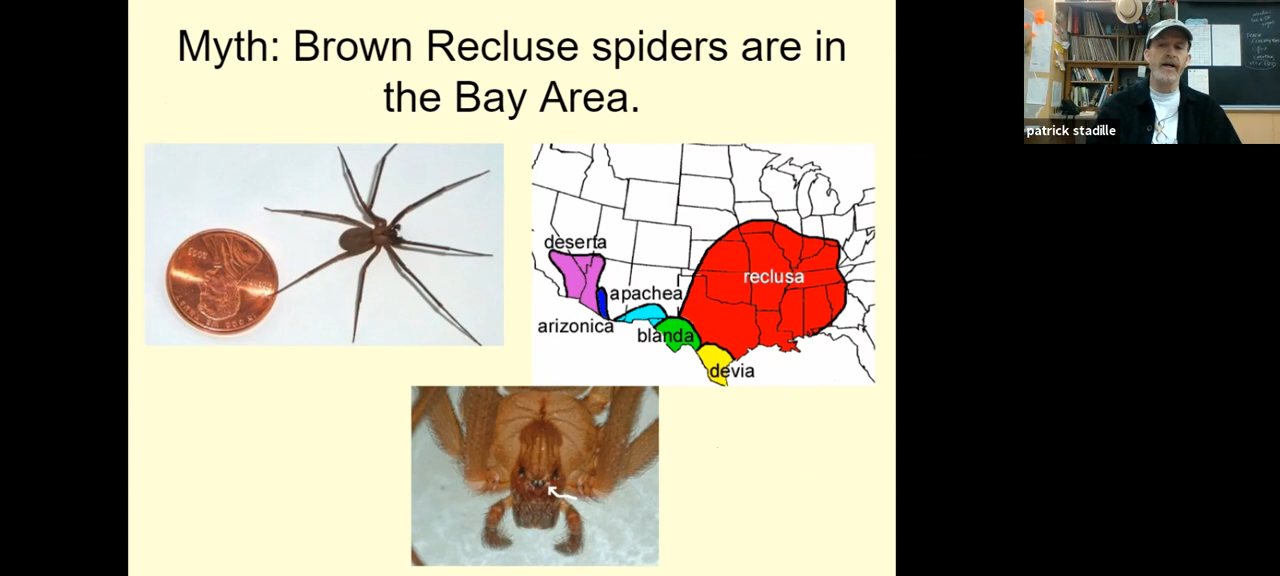 Myth: Brown Recluse spiders are in
the Bay Area.
patrick stadille
deserta
reclusa
apachea
arizonica
blanda
devia